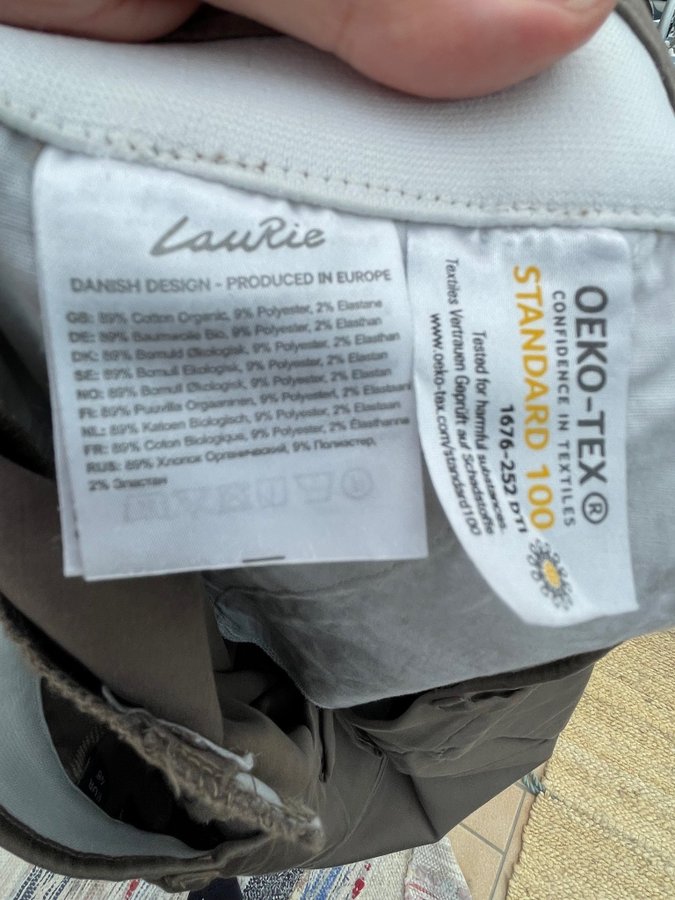 LauRie
DANISH DESIGN - PRODUCED IN EUROPE
GB: 89% Cotton Organic, 9% Polyester, 2% Elastane
DE: 89% Baumwolle Bio, 9% Polyester, 2% Elasthan
DK: 89% Bomuld Økologisk, 9% Polyester, 2% Elasthan
SE: 89% Bomull Ekologisk, 9% Polyester, 2% Elastan
NO: 89% Bomull Økologisk, 9% Polyester, 2% Elastan
FI: 89% Puuvilla Orgaaninen, 9% Polyesteri, 2% Elastaani
NL: 89% Katoen Biologisch, 9% Polyester, 2% Elastaan
FR: 89% Coton Biologique, 9% Polyester, 2% Élasthanne
RUS: 89% Хлопок Органический, 9% Полиэстер,
2% Эластан
OEKO-TEX®
CONFIDENCE IN TEXTILES
STANDARD 100
1676-252 DTI
Tested for harmful substances.
Textiles Vertrauen Geprüft auf Schadstoffe.
www.oeko-tex.com/standard100